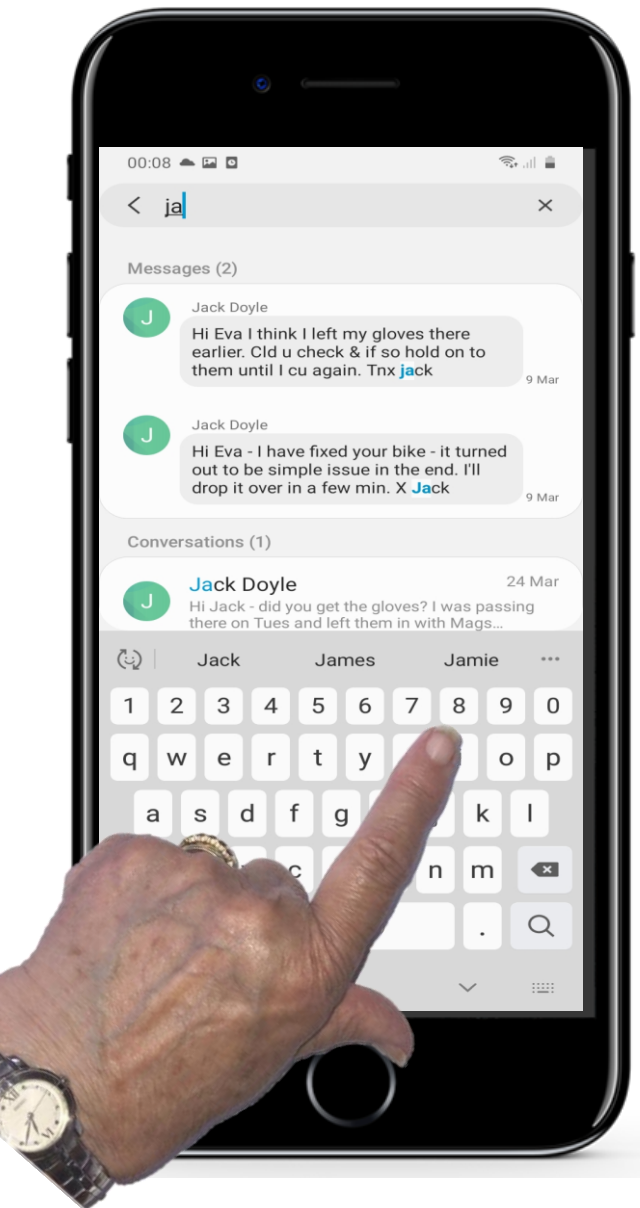 00:08
ja
Messages (2)
J
Jack Doyle
Hi Eva I think I left my gloves there
earlier. Cld u check & if so hold on to
them until I cu again. Tnx jack
9 Mar
J
Jack Doyle
Hi Eva - I have fixed your bike - it turned
out to be simple issue in the end. I'll
drop it over in a few min. X Jack
9 Mar
Conversations (1)
J
Jack Doyle
24 Mar
Hi Jack - did you get the gloves? I was passing
there on Tues and left them in with Mags...
Jack James Jamie
1 2 3 4 5 6 7 8 9 0
q w e r t y o p
a s d f g k l
c n m
.
XII
VI